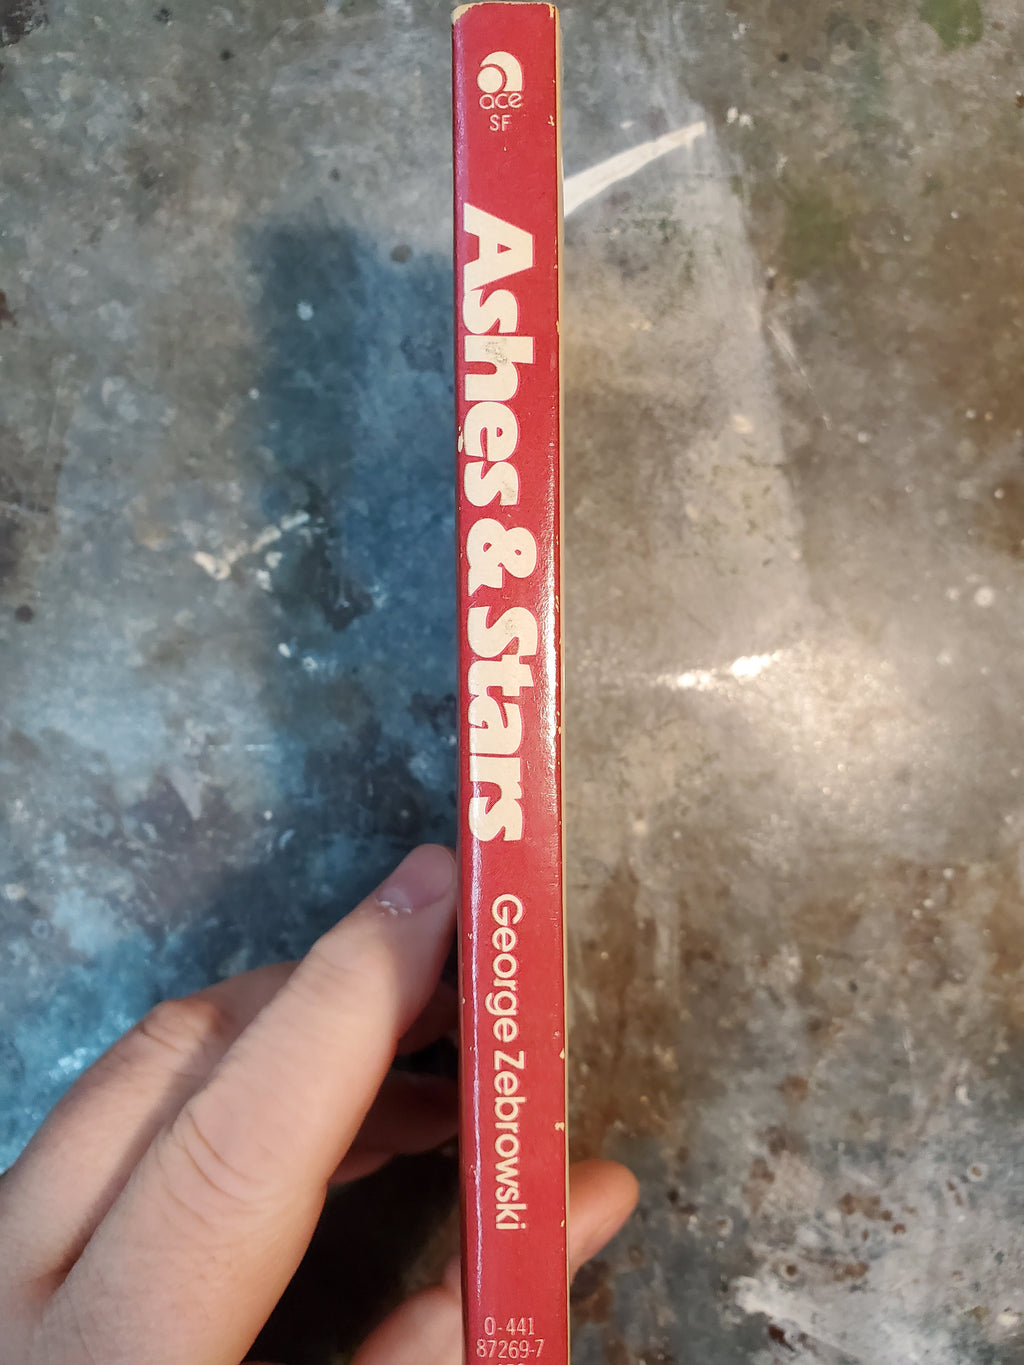 ace
SF
Ashes & Stars
George Zebrowski
0-441
87269-7